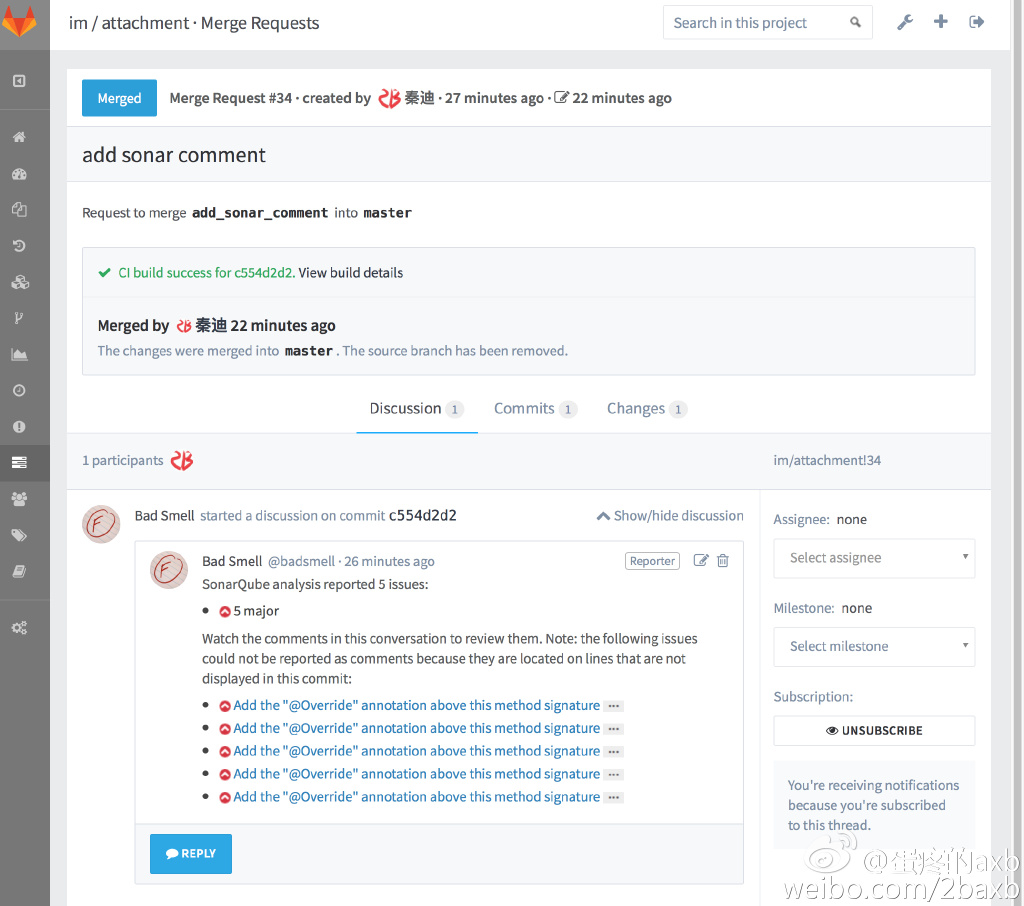 im / attachment · Merge Requests
Search in this project
Merged
Merge Request #34 · created by 秦迪 · 27 minutes ago · 22 minutes ago
add sonar comment
Request to merge add_sonar_comment into master
CI build success for c554d2d2. View build details
Merged by 秦迪 22 minutes ago
The changes were merged into master . The source branch has been removed.
Discussion 1
Commits 1
Changes 1
1 participants
im/attachment!34
Bad Smell started a discussion on commit c554d2d2
Show/hide discussion
F
Bad Smell @badsmell · 26 minutes ago
Reporter
F
SonarQube analysis reported 5 issues:
• 5 major
Watch the comments in this conversation to review them. Note: the following issues
could not be reported as comments because they are located on lines that are not
displayed in this commit:
• Add the "@Override" annotation above this method signature ···
• Add the "@Override" annotation above this method signature ···
• Add the "@Override" annotation above this method signature ···
• Add the "@Override" annotation above this method signature ···
• Add the "@Override" annotation above this method signature ···
REPLY
Assignee: none
Select assignee
Milestone: none
Select milestone
Subscription:
UNSUBSCRIBE
You're receiving notifications
because you're subscribed
to this thread.
@蛋疼的axb
weibo.com/2baxb